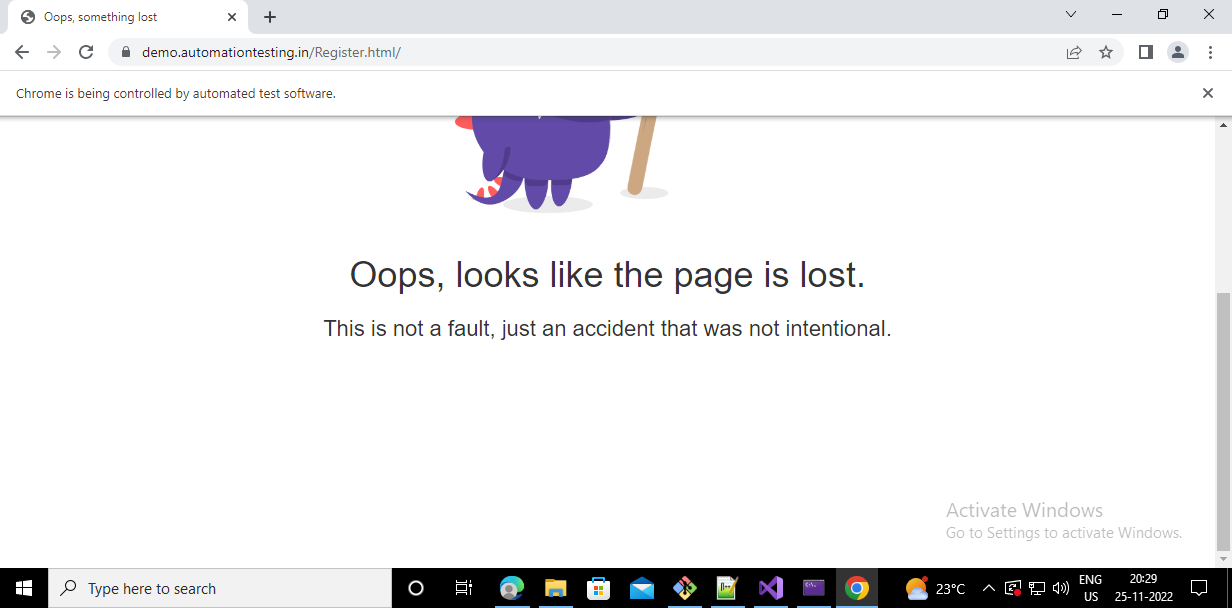 Oops, something lost
demo.automationtesting.in/Register.html/
Chrome is being controlled by automated test software.
Oops, looks like the page is lost.
This is not a fault, just an accident that was not intentional.
Activate Windows
Go to Settings to activate Windows.
Type here to search
23°C
ENG
US
20:29
25-11-2022